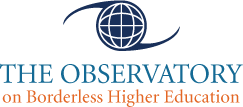 THE OBSERVATORY
on Borderless Higher Education